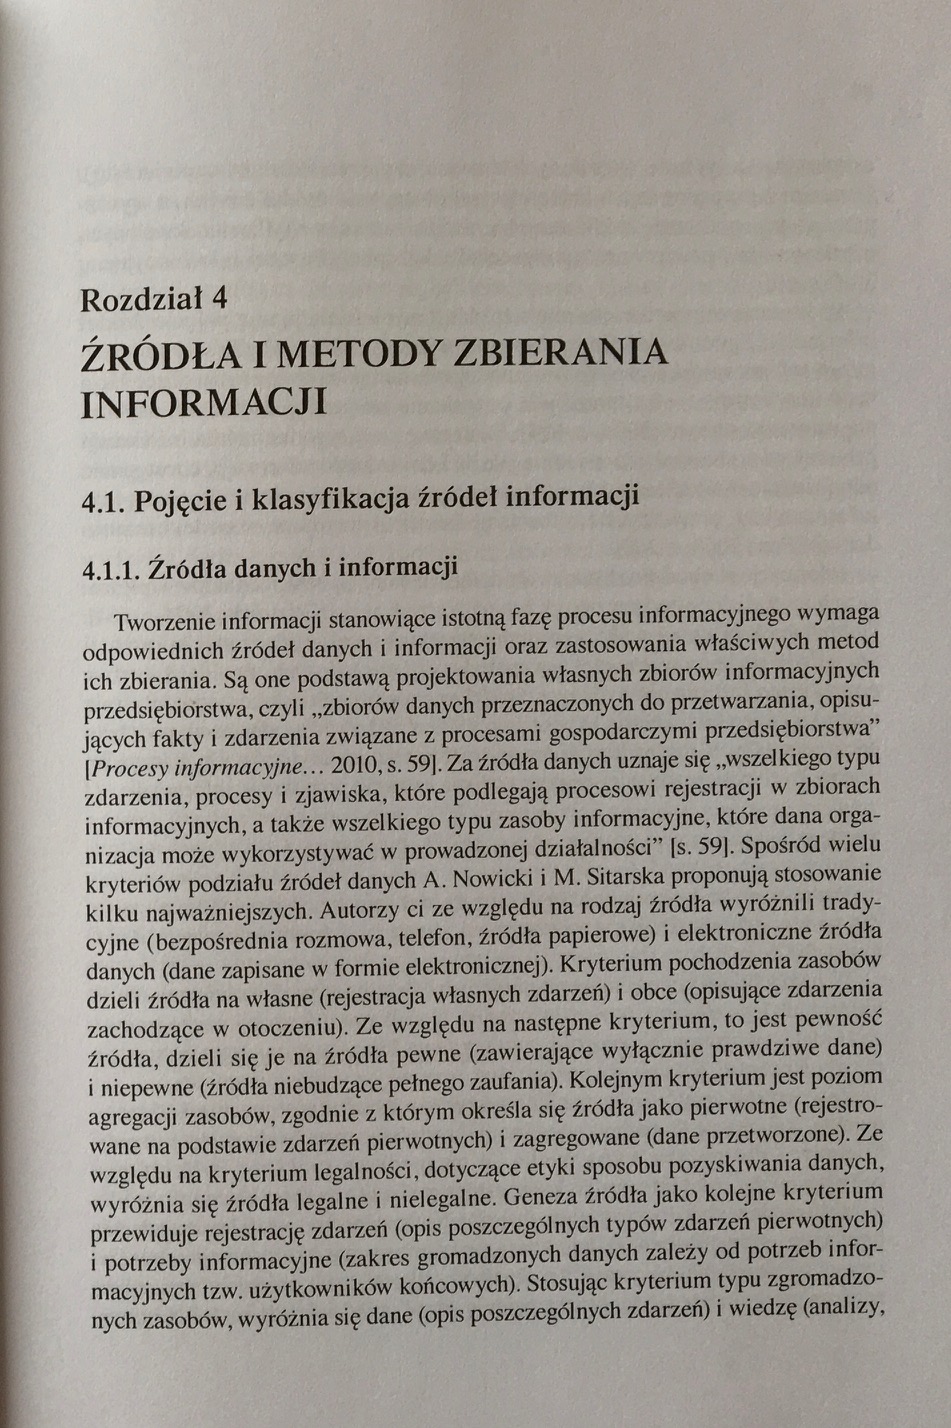 Rozdział 4
ŹRÓDŁA I METODY ZBIERANIA
INFORMACJI
4.1. Pojęcie i klasyfikacja źródeł informacji
4.1.1. Źródła danych i informacji
Tworzenie informacji stanowiące istotną fazę procesu informacyjnego wymaga
odpowiednich źródeł danych i informacji oraz zastosowania właściwych metod
ich zbierania. Są one podstawą projektowania własnych zbiorów informacyjnych
przedsiębiorstwa, czyli „zbiorów danych przeznaczonych do przetwarzania, opisu-
jących fakty i zdarzenia związane z procesami gospodarczymi przedsiębiorstwa”
[Procesy informacyjne... 2010, s. 59]. Za źródła danych uznaje się „wszelkiego typu
zdarzenia, procesy i zjawiska, które podlegają procesowi rejestracji w zbiorach
informacyjnych, a także wszelkiego typu zasoby informacyjne, które dana orga-
nizacja może wykorzystywać w prowadzonej działalności” [s. 59]. Spośród wielu
kryteriów podziału źródeł danych A. Nowicki i M. Sitarska proponują stosowanie
kilku najważniejszych. Autorzy ci ze względu na rodzaj źródła wyróżnili trady-
cyjne (bezpośrednia rozmowa, telefon, źródła papierowe) i elektroniczne źródła
danych (dane zapisane w formie elektronicznej). Kryterium pochodzenia zasobów
dzieli źródła na własne (rejestracja własnych zdarzeń) i obce (opisujące zdarzenia
zachodzące w otoczeniu). Ze względu na następne kryterium, to jest pewność
źródła, dzieli się je na źródła pewne (zawierające wyłącznie prawdziwe dane)
i niepewne (źródła niebudzące pełnego zaufania). Kolejnym kryterium jest poziom
agregacji zasobów, zgodnie z którym określa się źródła jako pierwotne (rejestro-
wane na podstawie zdarzeń pierwotnych) i zagregowane (dane przetworzone). Ze
względu na kryterium legalności, dotyczące etyki sposobu pozyskiwania danych,
wyróżnia się źródła legalne i nielegalne. Geneza źródła jako kolejne kryterium
przewiduje rejestrację zdarzeń (opis poszczególnych typów zdarzeń pierwotnych)
i potrzeby informacyjne (zakres gromadzonych danych zależy od potrzeb infor-
macyjnych tzw. użytkowników końcowych). Stosując kryterium typu zgromadzo-
nych zasobów, wyróżnia się dane (opis poszczególnych zdarzeń) i wiedzę (analizy,